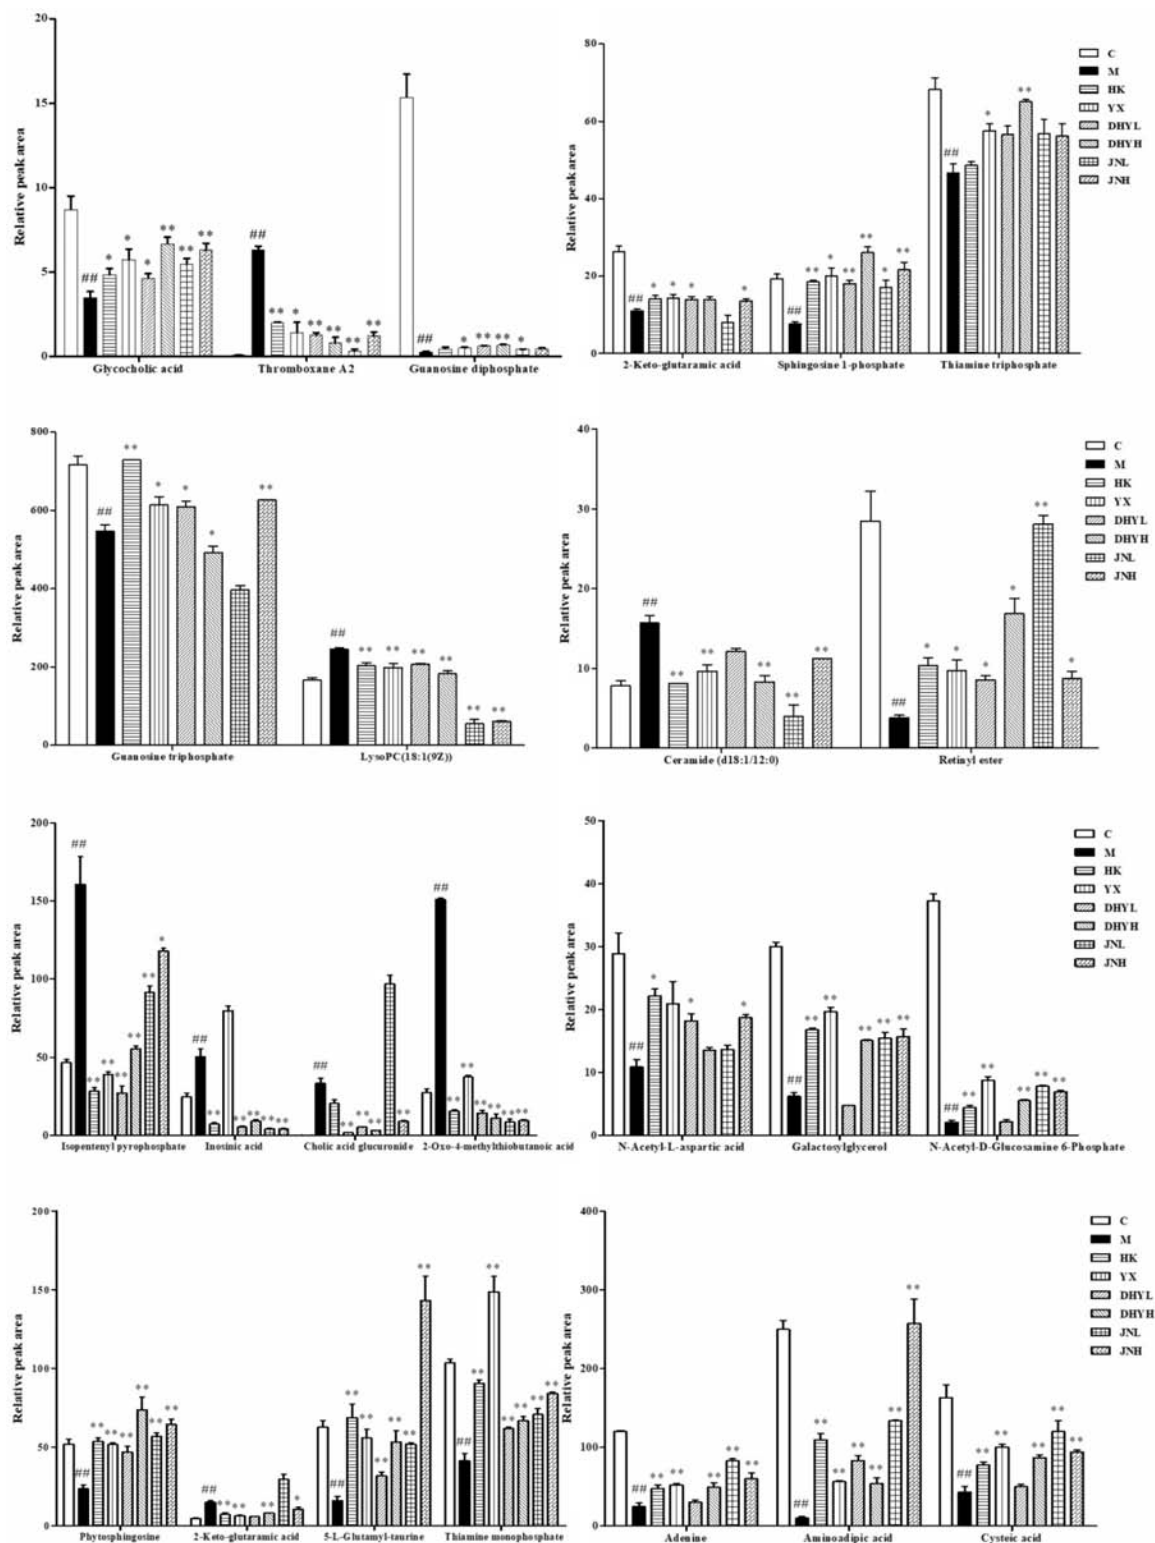 20
15
10
5
0
Relative peak area
##
*
*
*
**
**
**
##
**
*
**
**
**
**
##
*
**
**
*
Glycocholic acid
Thromboxane A2
Guanosine diphosphate
80
60
40
20
0
Relative peak area
##
*
*
*
*
##
**
*
**
**
*
**
##
*
**
2-Keto-glutaramic acid
Sphingosine 1-phosphate
Thiamine triphosphate
C
M
HK
YX
DHYL
DHYH
JNL
JNH
800
600
400
200
0
Relative peak area
##
**
*
*
*
**
##
**
**
**
**
**
**
Guanosine triphosphate
LysoPC(18:1(9Z))
40
30
20
10
0
Relative peak area
##
**
**
**
**
**
##
*
*
*
*
**
*
Ceramide (d18:1/12:0)
Retinyl ester
C
M
HK
YX
DHYL
DHYH
JNL
JNH
200
150
100
50
0
Relative peak area
##
**
**
**
**
**
*
##
**
**
**
**
**
##
**
**
**
**
##
**
**
**
**
**
**
Isopentenyl pyrophosphate
Inosinic acid
Cholic acid glucuronide
2-Oxo-4-methylthiobutanoic acid
50
40
30
20
10
0
Relative peak area
##
*
*
*
##
**
**
**
**
**
##
**
**
**
**
**
N-Acetyl-L-aspartic acid
Galactosylglycerol
N-Acetyl-D-Glucosamine 6-Phosphate
C
M
HK
YX
DHYL
DHYH
JNL
JNH
200
150
100
50
0
Relative peak area
##
**
**
**
**
**
**
##
**
**
**
*
##
**
**
**
**
**
**
##
**
**
**
**
**
**
Phytosphingosine
2-Keto-glutaramic acid
5-L-Glutamyl-taurine
Thiamine monophosphate
400
300
200
100
0
Relative peak area
##
**
**
**
**
**
##
**
**
**
**
**
**
##
**
**
**
**
**
Adenine
Aminoadipic acid
Cysteic acid
C
M
HK
YX
DHYL
DHYH
JNL
JNH